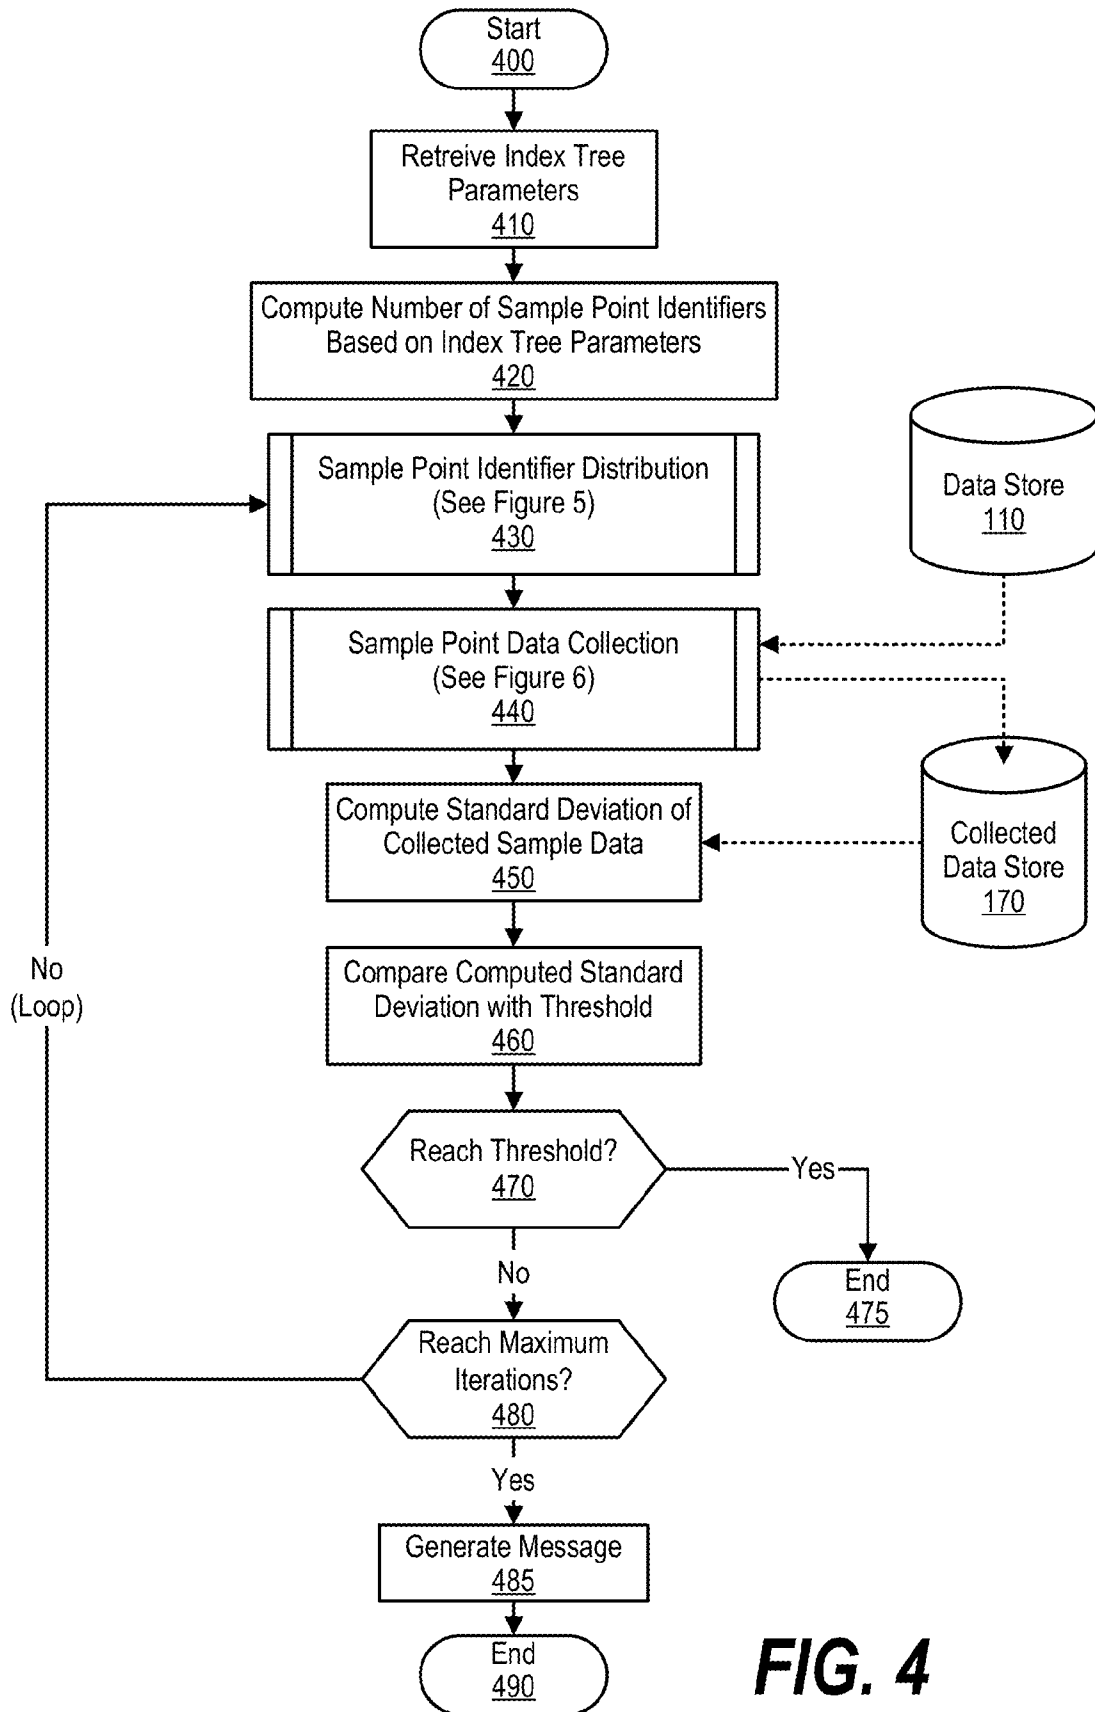 Start
400
Retreive Index Tree
Parameters
410
Compute Number of Sample Point Identifiers
Based on Index Tree Parameters
420
Sample Point Identifier Distribution
(See Figure 5)
430
Data Store
110
Sample Point Data Collection
(See Figure 6)
440
Compute Standard Deviation of
Collected Sample Data
450
Collected
Data Store
170
No
(Loop)
Compare Computed Standard
Deviation with Threshold
460
Reach Threshold?
470
Yes
No
End
475
Reach Maximum
Iterations?
480
Yes
Generate Message
485
End
490
FIG. 4